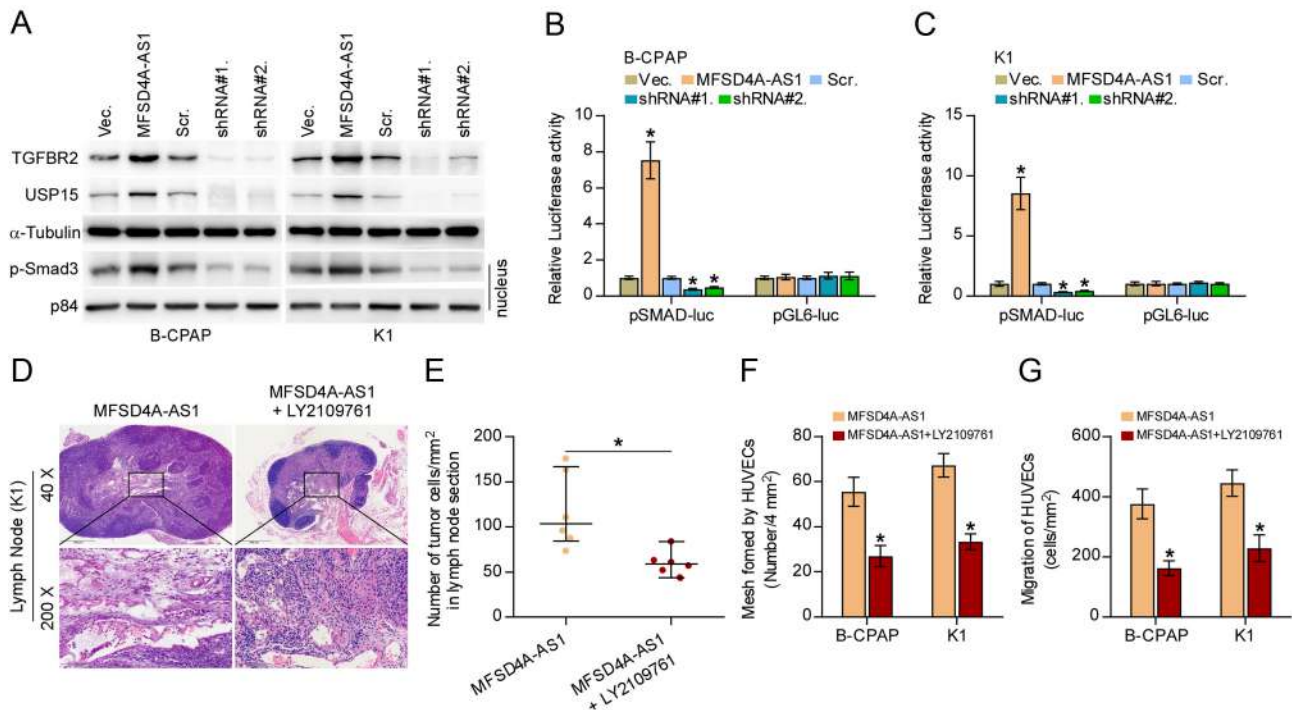 A
Vec.
MFSD4A-AS1
Scr.
shRNA#1.
shRNA#2.
Vec.
MFSD4A-AS1
Scr.
shRNA#1.
shRNA#2.
TGFBR2
USP15
α-Tubulin
p-Smad3
p84
nucleus
B-CPAP
K1
B
B-CPAP
Vec. MFSD4A-AS1 Scr.
shRNA#1. shRNA#2.
Relative Luciferase activity
10
8
6
4
2
0
*
* *
pSMAD-luc
pGL6-luc
C
K1
Vec. MFSD4A-AS1 Scr.
shRNA#1. shRNA#2.
Relative Luciferase activity
15
10
5
0
*
* *
pSMAD-luc
pGL6-luc
D
MFSD4A-AS1
MFSD4A-AS1
+ LY2109761
Lymph Node (K1)
40 X
200 X
E
Number of tumor cells/mm2
in lymph node section
200
150
100
50
0
*
MFSD4A-AS1
MFSD4A-AS1
+ LY2109761
F
MFSD4A-AS1
MFSD4A-AS1+LY2109761
Mesh fomed by HUVECs
(Number/4 mm2)
80
60
40
20
0
*
*
B-CPAP
K1
G
MFSD4A-AS1
MFSD4A-AS1+LY2109761
Migration of HUVECs
(cells/mm2)
600
400
200
0
*
*
B-CPAP
K1